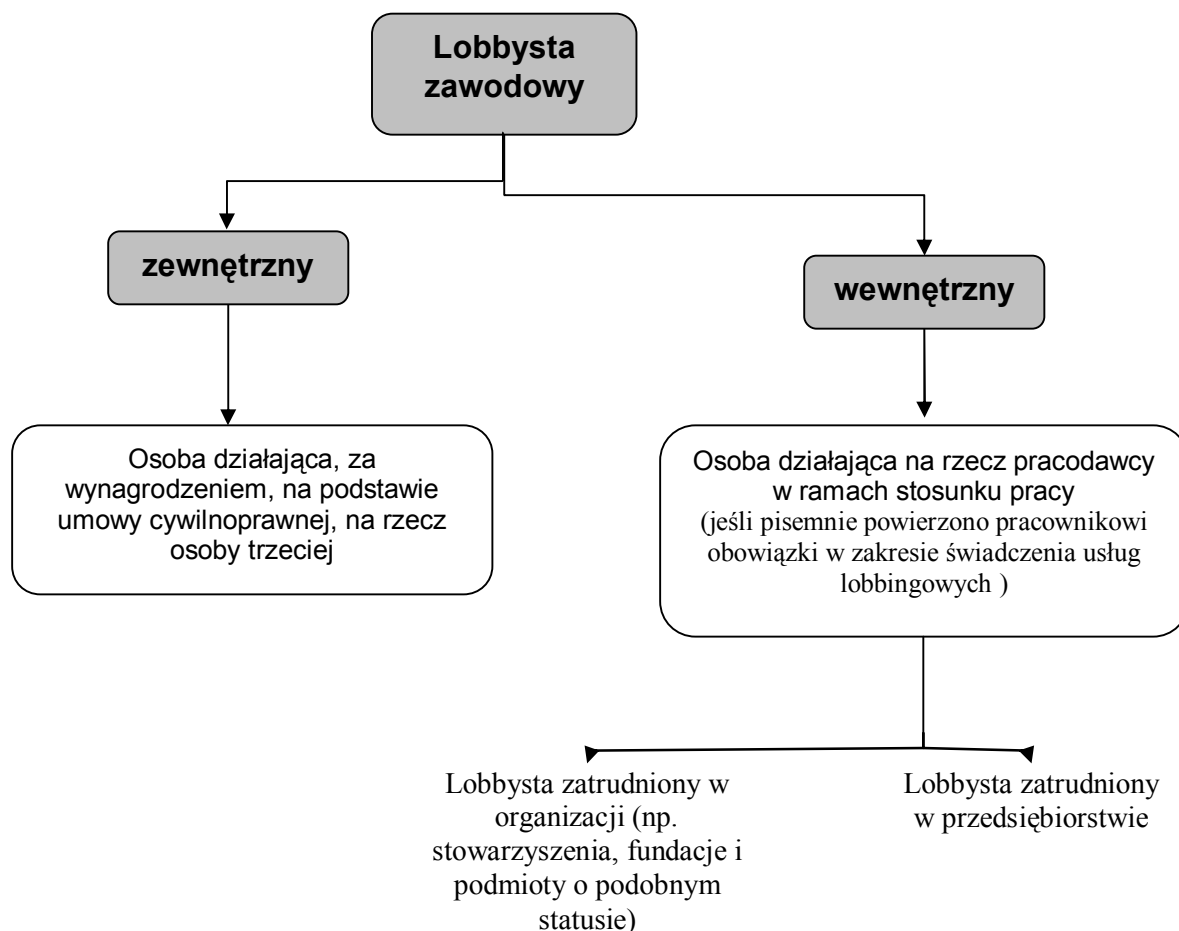 Lobbysta
zawodowy
zewnętrzny
wewnętrzny
Osoba działająca, za
wynagrodzeniem, na podstawie
umowy cywilnoprawnej, na rzecz
osoby trzeciej
Osoba działająca na rzecz pracodawcy
w ramach stosunku pracy
(jeśli pisemnie powierzono pracownikowi
obowiązki w zakresie świadczenia usług
lobbingowych )
Lobbysta zatrudniony w
organizacji (np.
stowarzyszenia, fundacje i
podmioty o podobnym
statusie)
Lobbysta zatrudniony
w przedsiębiorstwie